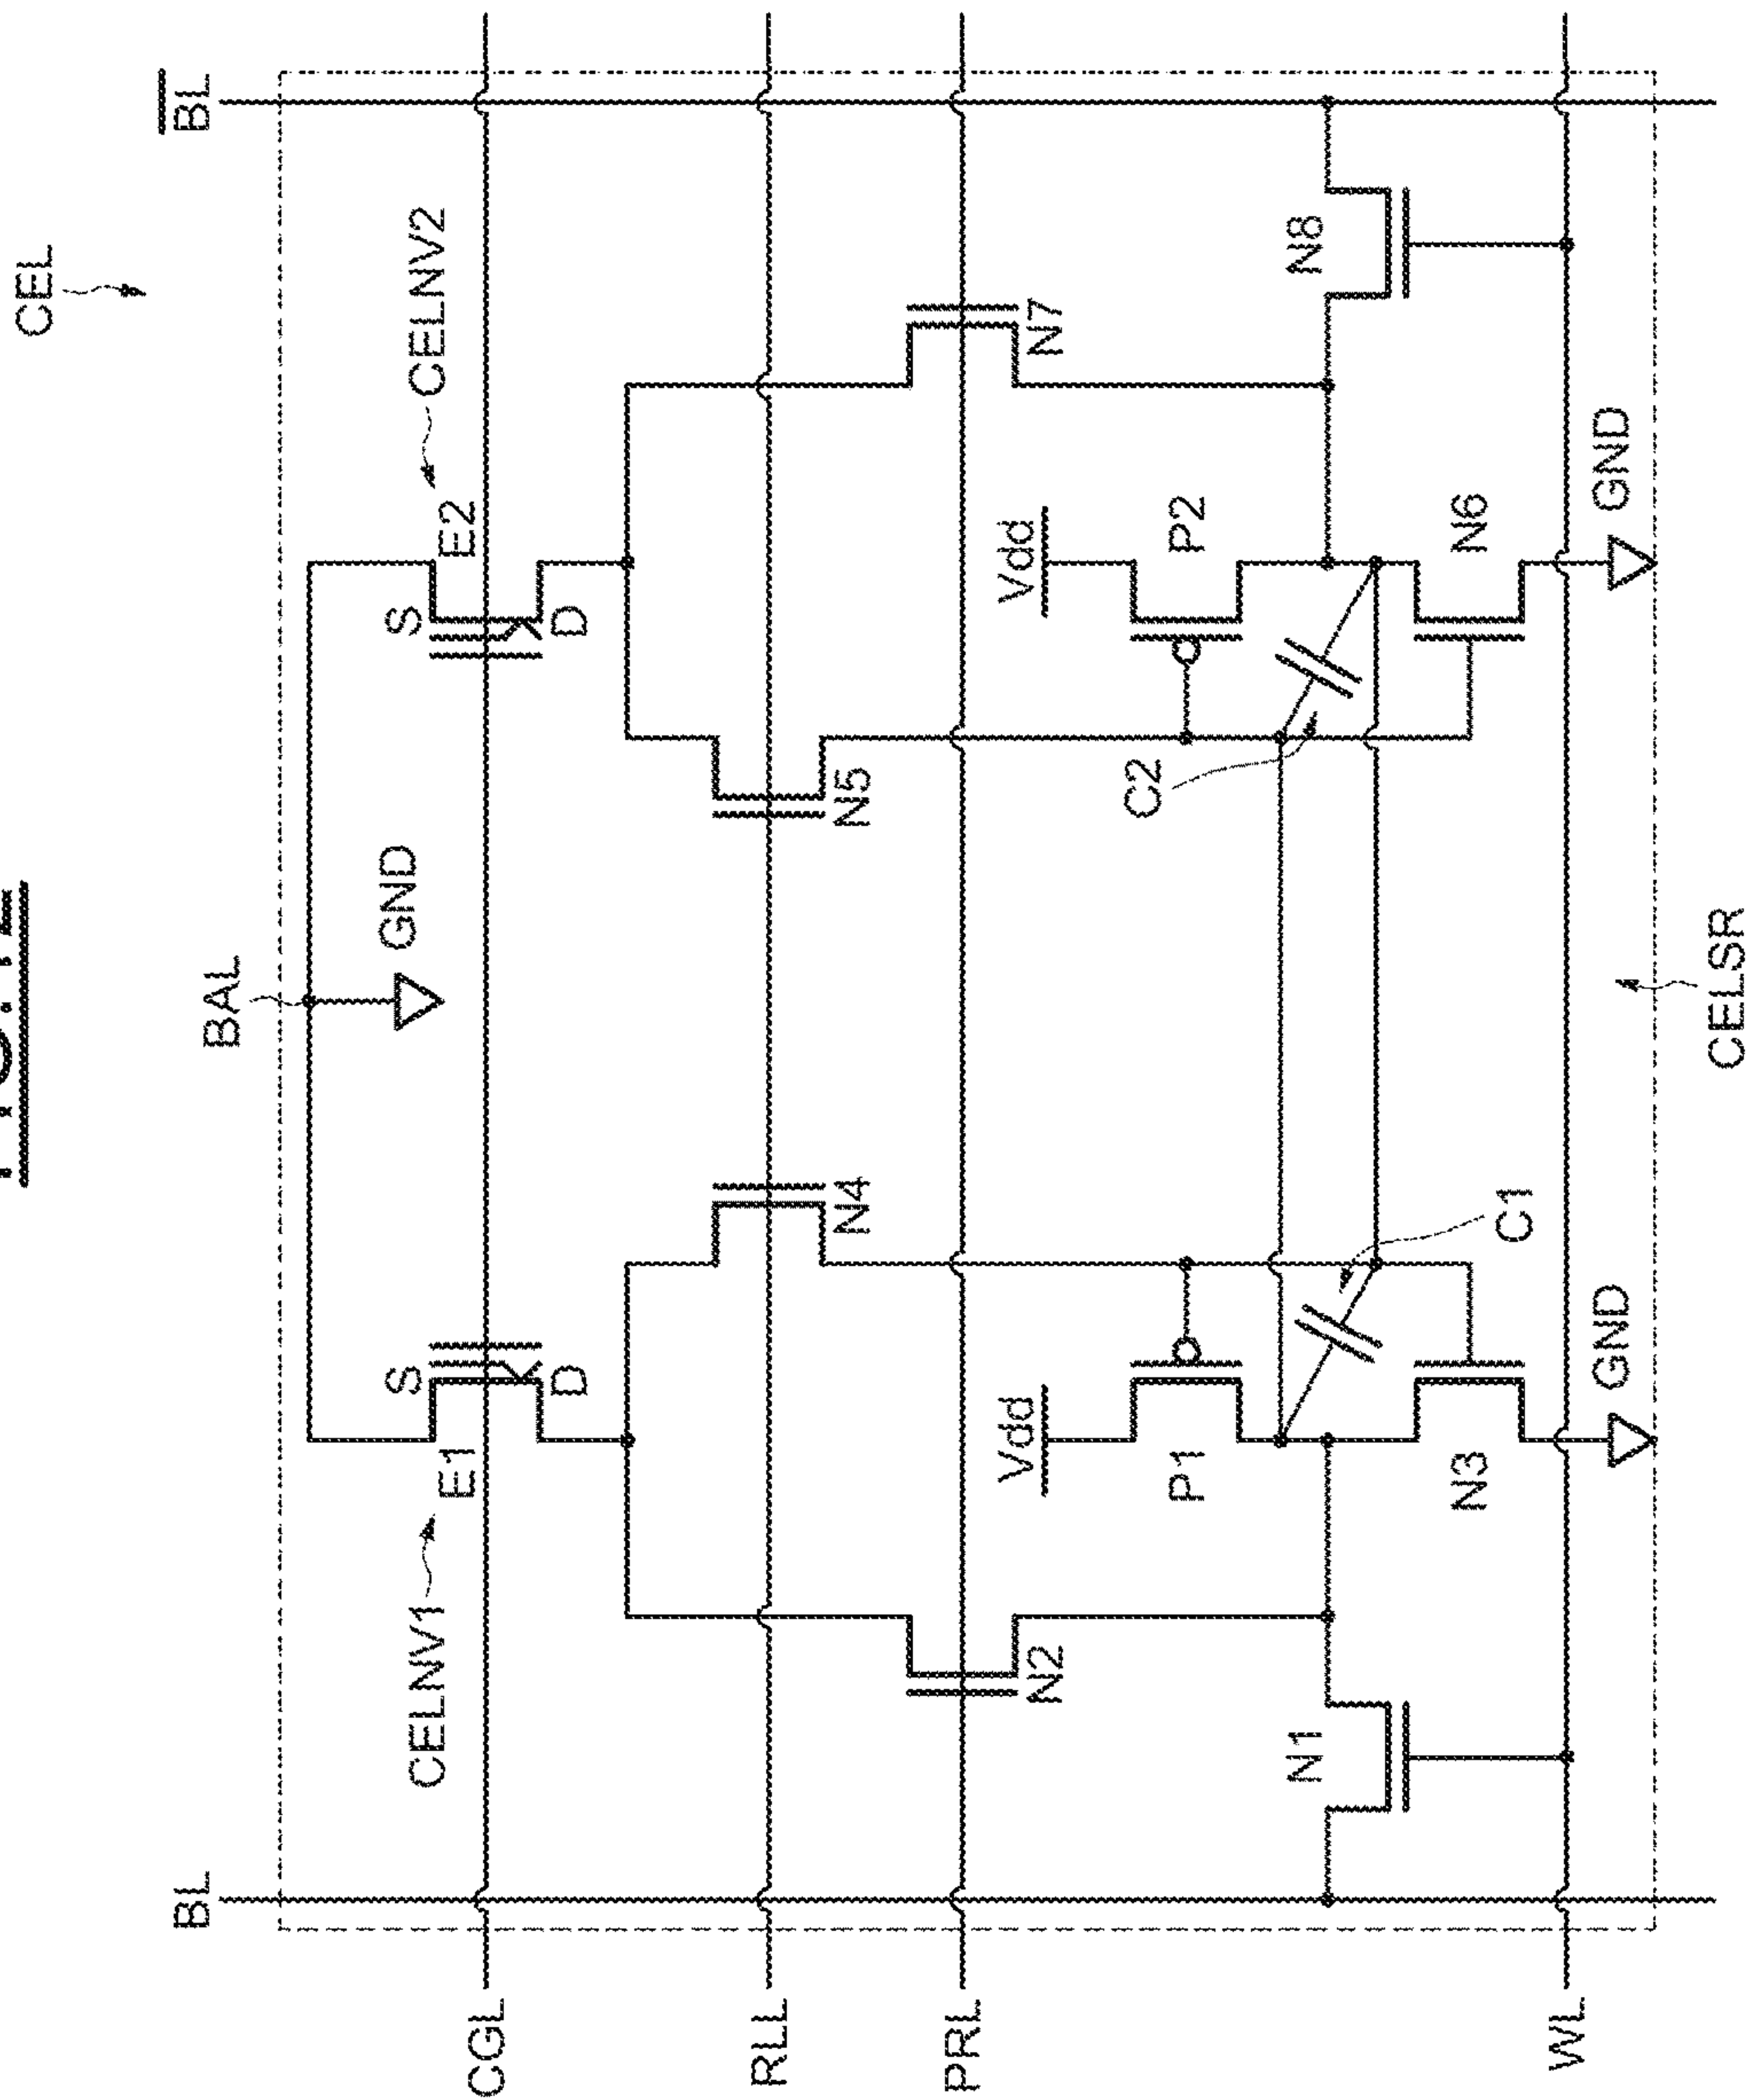 CEL
BL
B̅L̅
BAL
GND
S
S
CELNV1
CELNV2
E1
E2
CGL
D
D
RLL
N4
N5
PRL
Vdd
Vdd
N2
N7
C2
P1
P2
N1
N8
N3
N6
C1
WL
GND
GND
CELSR